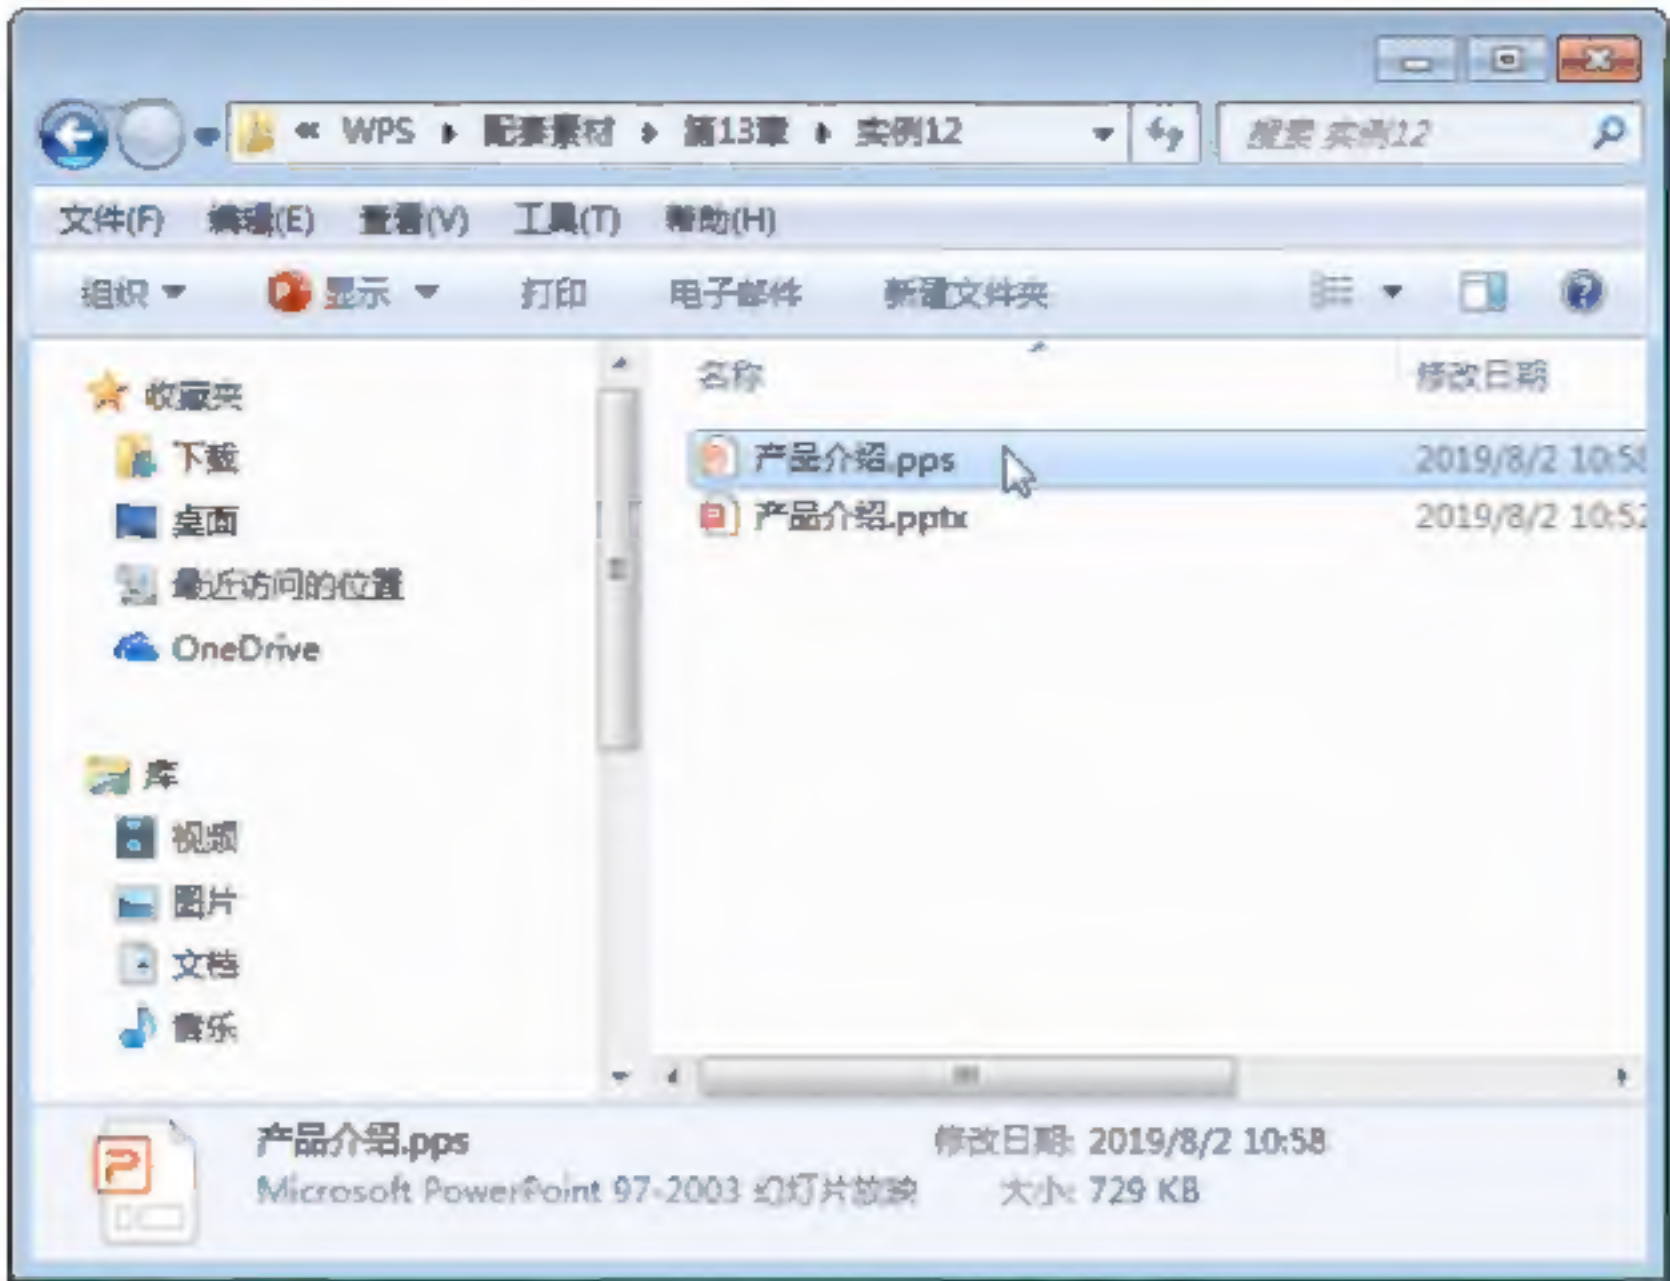 « WPS ▸ 配套素材 ▸ 第13章 ▸ 实例12 搜索 实例12
文件(F) 编辑(E) 查看(V) 工具(T) 帮助(H)
组织 显示 打印 电子邮件 新建文件夹
收藏夹
下载
桌面
最近访问的位置
OneDrive
库
视频
图片
文档
音乐
名称 修改日期
产品介绍.pps 2019/8/2 10:58
产品介绍.pptx 2019/8/2 10:52
产品介绍.pps 修改日期: 2019/8/2 10:58
Microsoft PowerPoint 97-2003 幻灯片放映 大小: 729 KB